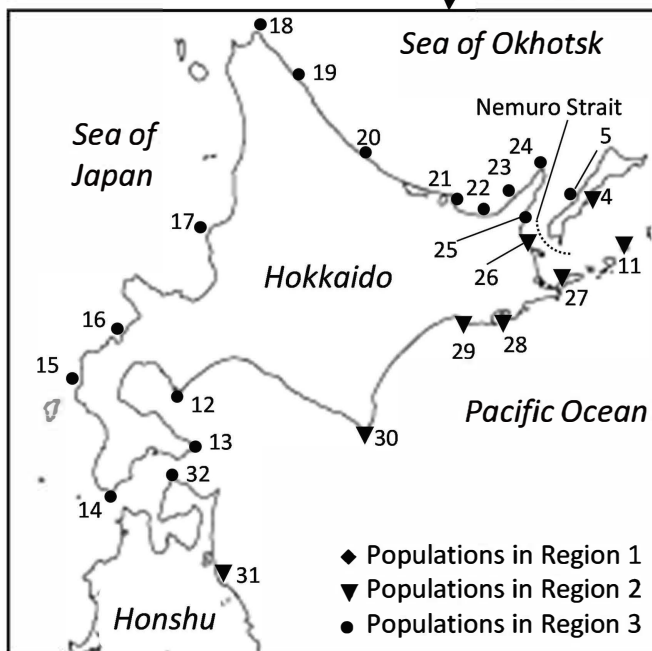 18
Sea of Okhotsk
19
Nemuro Strait
Sea of
Japan
20
24
5
23
21
22
4
17
25
26
11
Hokkaido
27
16
29
28
15
12
Pacific Ocean
30
13
32
14
◆ Populations in Region 1
▼ Populations in Region 2
● Populations in Region 3
31
Honshu